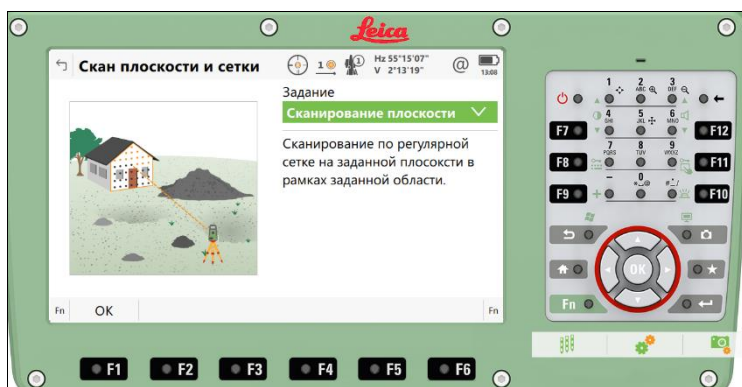 Leica
Скан плоскости и сетки
1
1
Hz 55°15'07"
V 2°13'19"
@
13:08
Задание
Сканирование плоскости
Сканирование по регулярной
сетке на заданной плосоксти в
рамках заданной области.
Fn OK Fn
F1 F2 F3 F4 F5 F6
1 2 3
ABC DEF
F7 4 5 6 F12
GHI JKL MNO
F8 7 8 9 F11
PQRS TUV WXYZ
F9 0 F10
OK
Fn